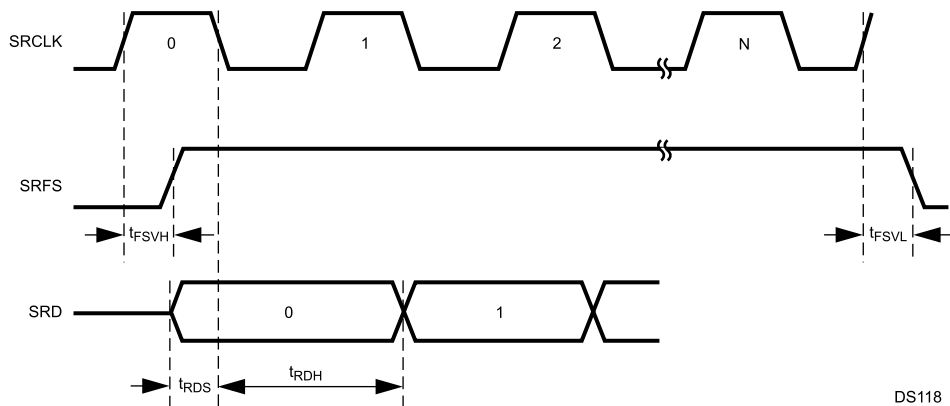 SRCLK
0
1
2
N
SRFS
tFSVH
tFSVL
SRD
0
1
tRDS
tRDH
DS118